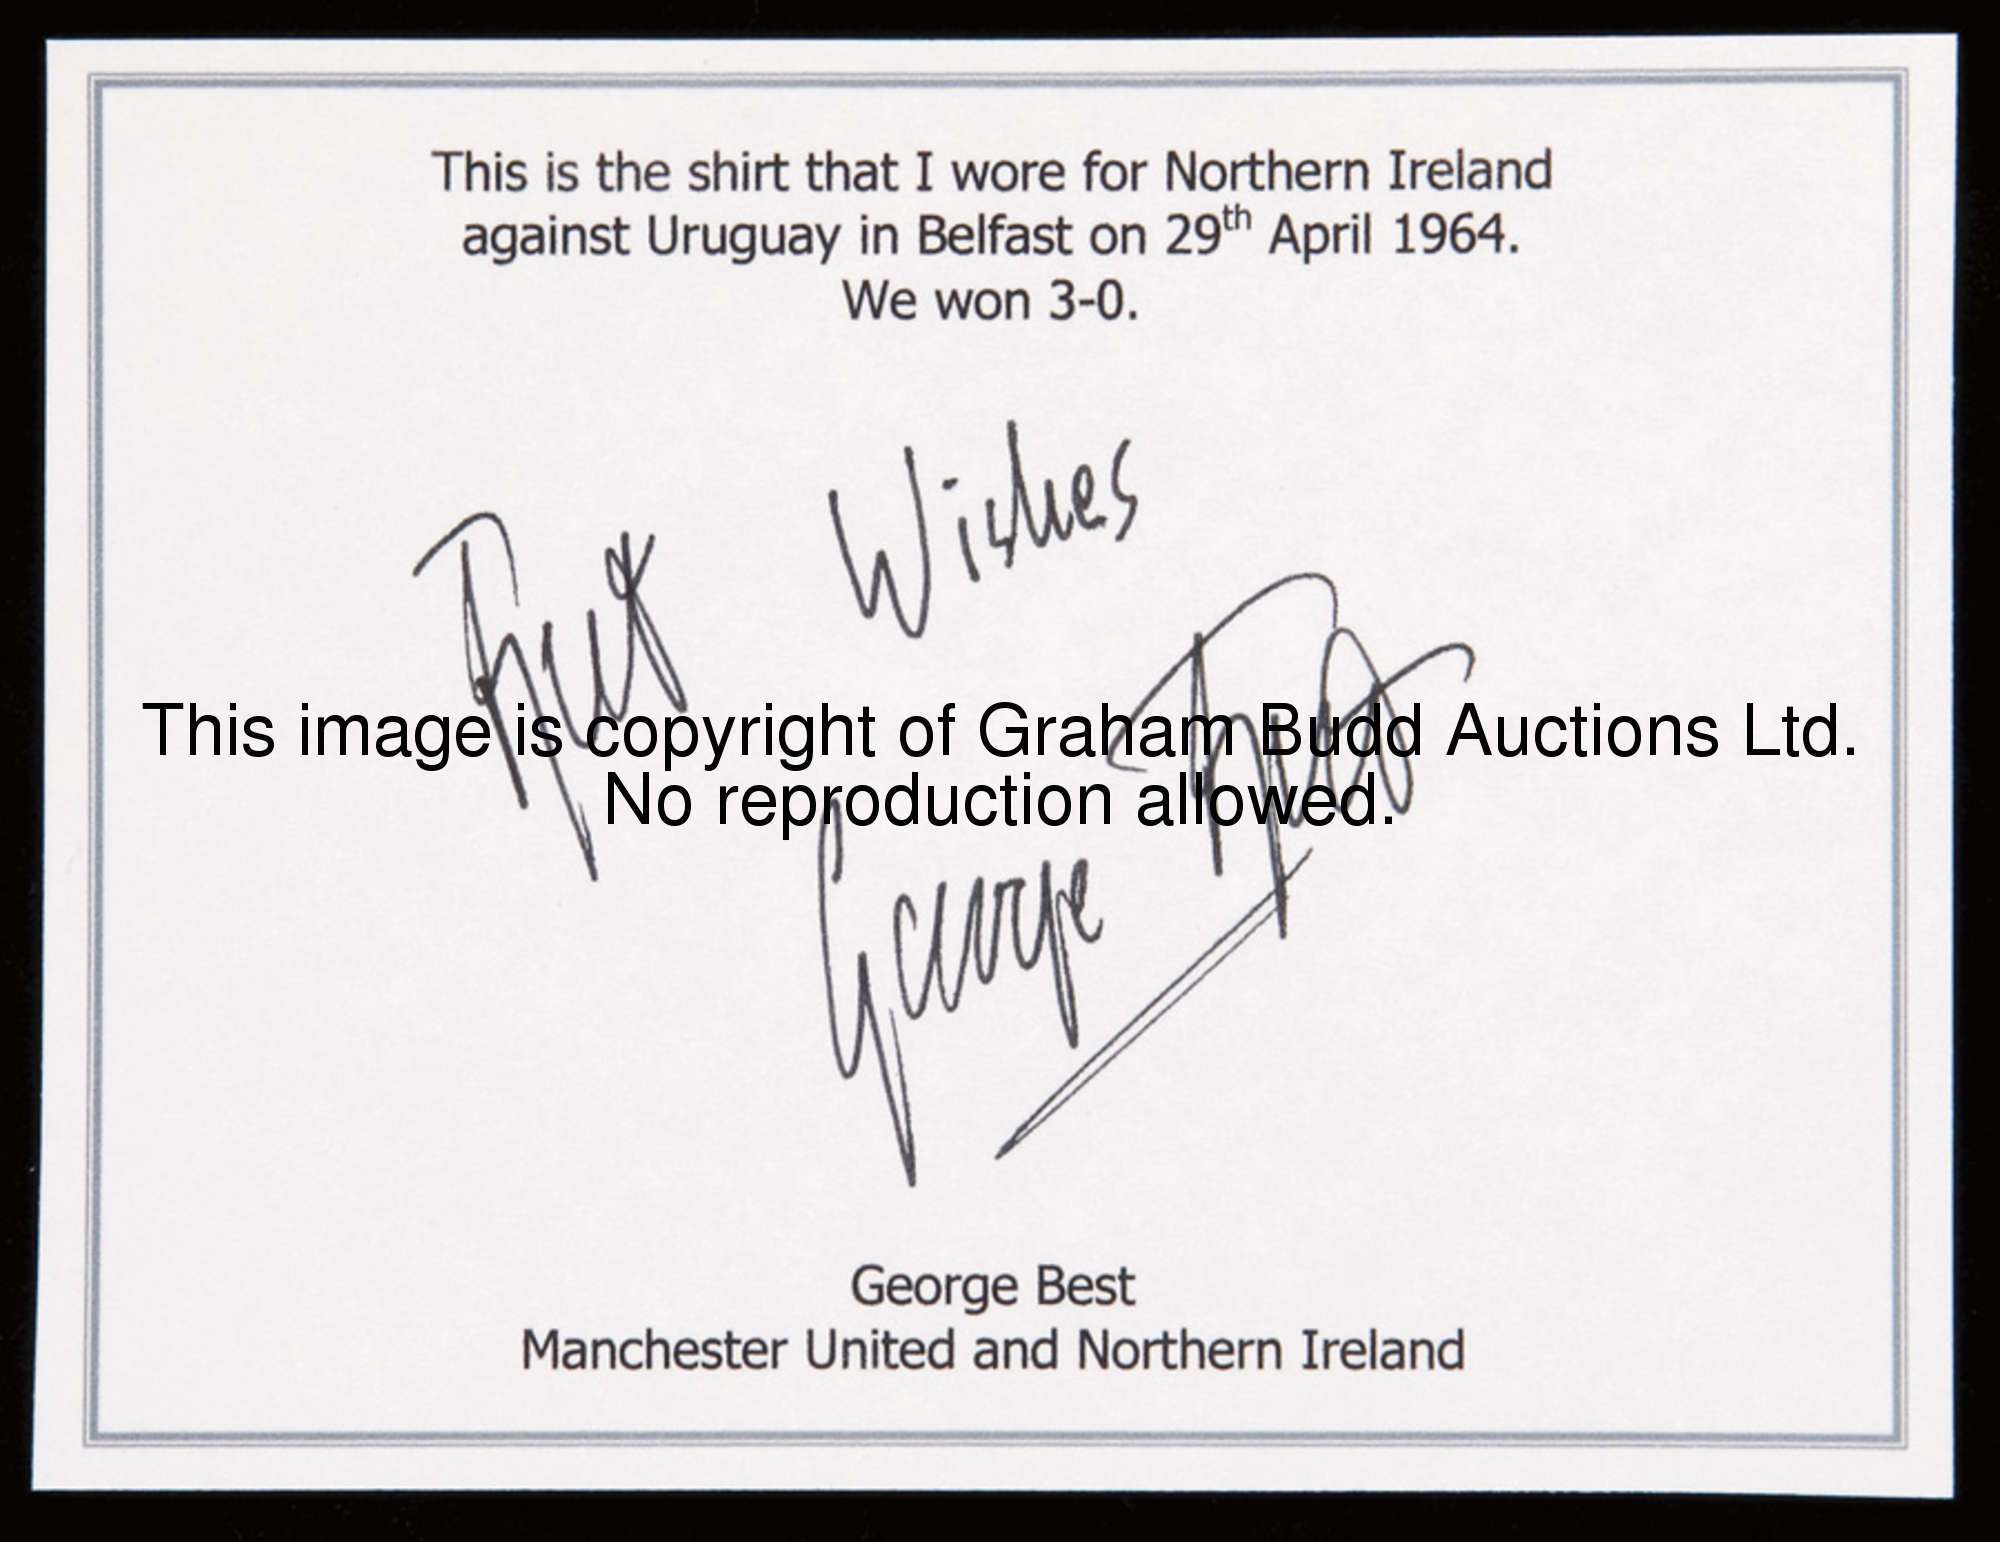 This is the shirt that I wore for Northern Ireland
against Uruguay in Belfast on 29th April 1964.
We won 3-0.
Best Wishes
This image is copyright of Graham Budd Auctions Ltd.
No reproduction allowed.
George Best
George Best
Manchester United and Northern Ireland